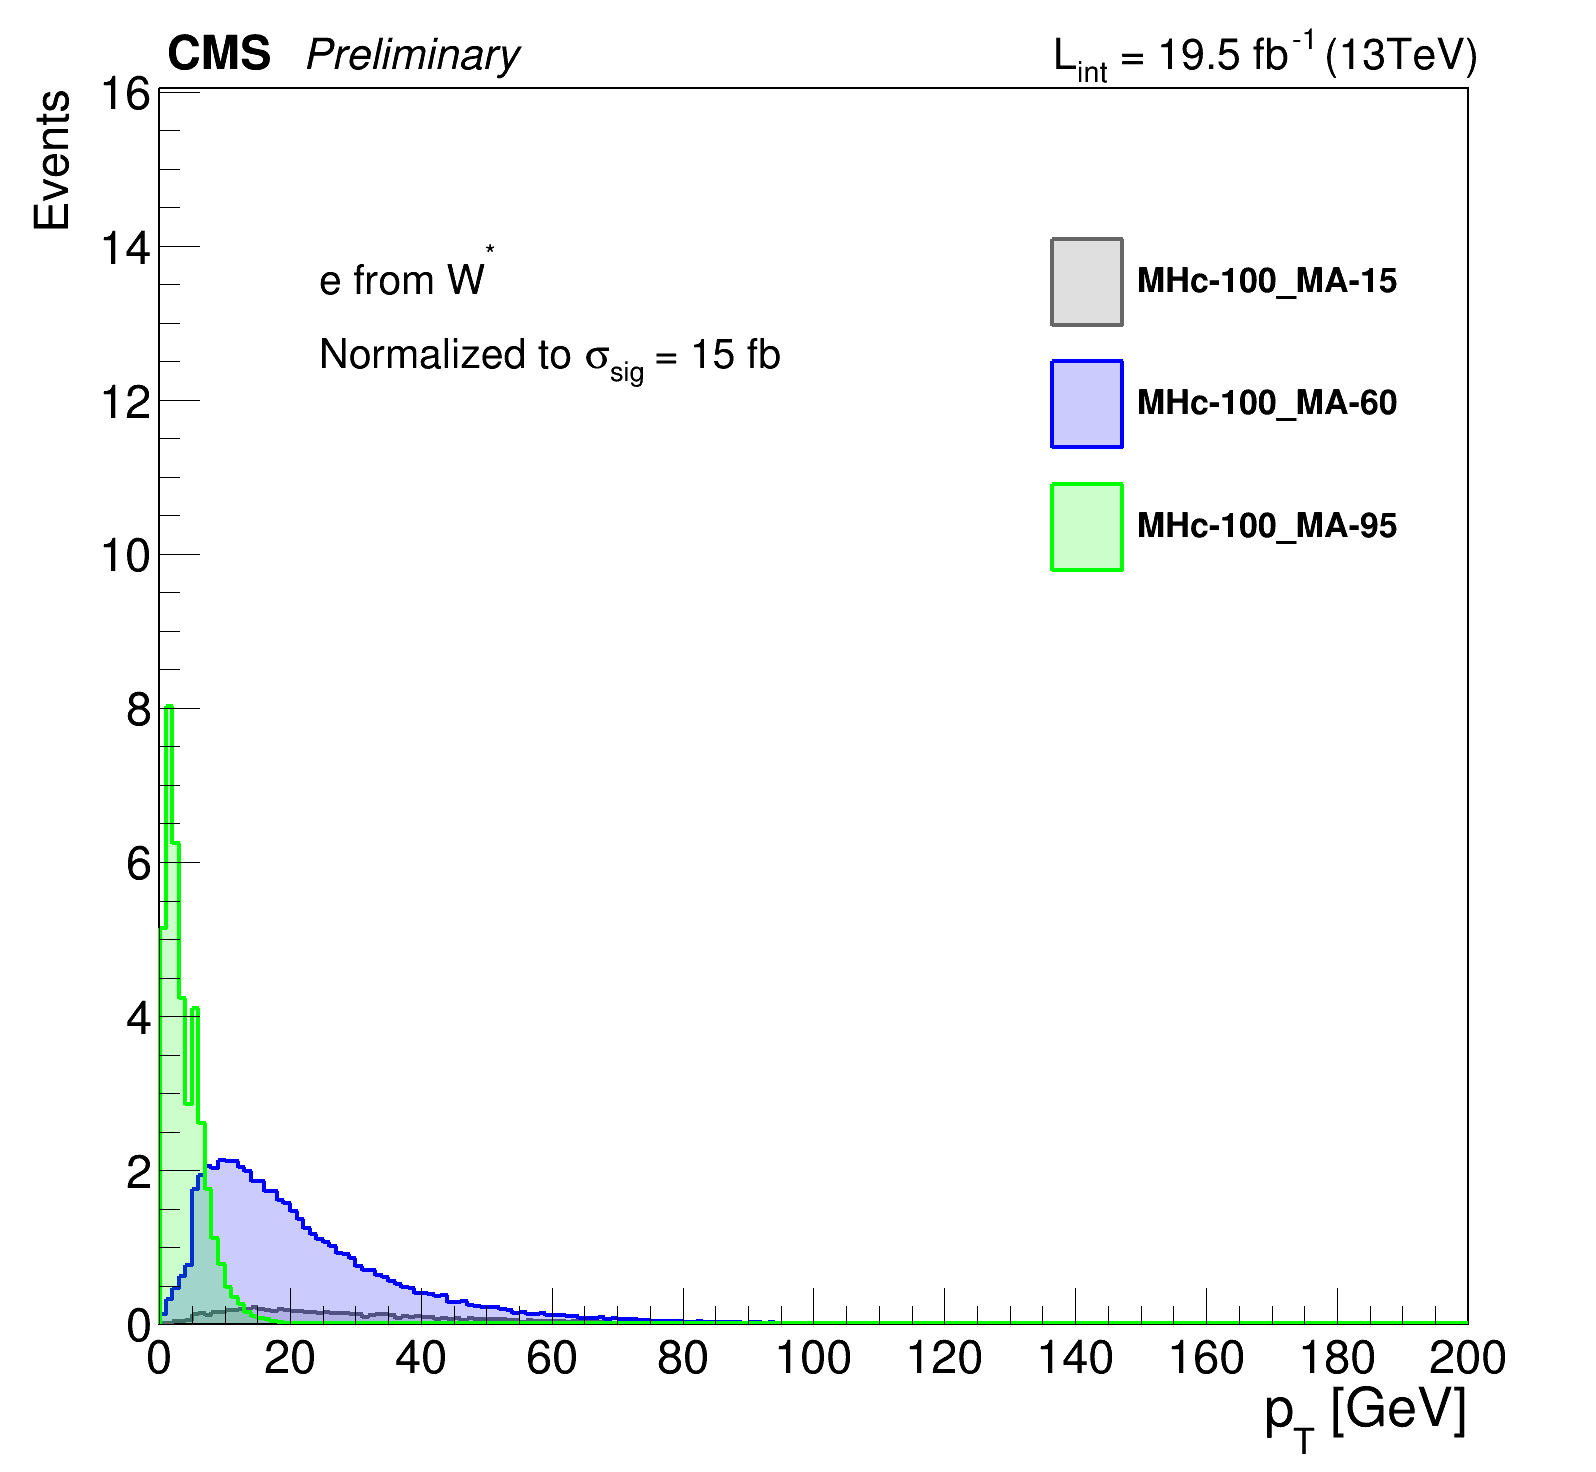 CMS Preliminary L_int = 19.5 fb^-1 (13TeV)
Events
16
14
12
10
8
6
4
2
0
e from W^*
Normalized to σ_sig = 15 fb
MHc-100_MA-15
MHc-100_MA-60
MHc-100_MA-95
0 20 40 60 80 100 120 140 160 180 200
p_T [GeV]